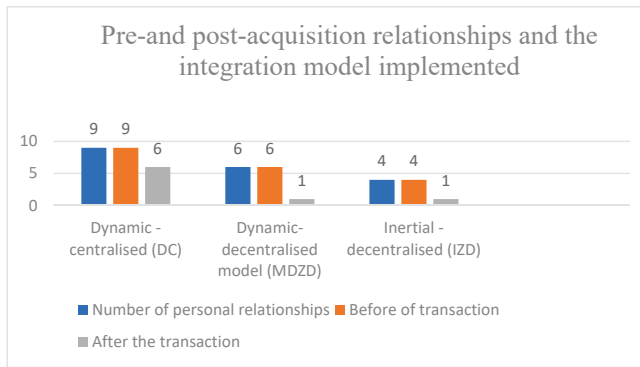 Pre-and post-acquisition relationships and the
integration model implemented
9 9 6 6 6 1 4 4 1
10
5
0
Dynamic - centralised (DC)
Dynamic-decentralised model (MDZD)
Inertial - decentralised (IZD)
Number of personal relationships Before of transaction
After the transaction